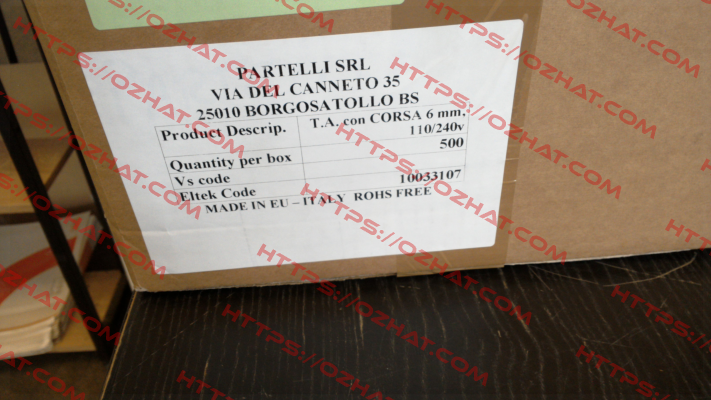 PARTELLI SRL
VIA DEL CANNETO 35
25010 BORGOSATOLLO BS
Product Descrip. T.A. con CORSA 6 mm.
110/240v
Quantity per box 500
Vs code
Eltek Code 10033107
MADE IN EU – ITALY ROHS FREE
HTTPS://OZHAT.COM